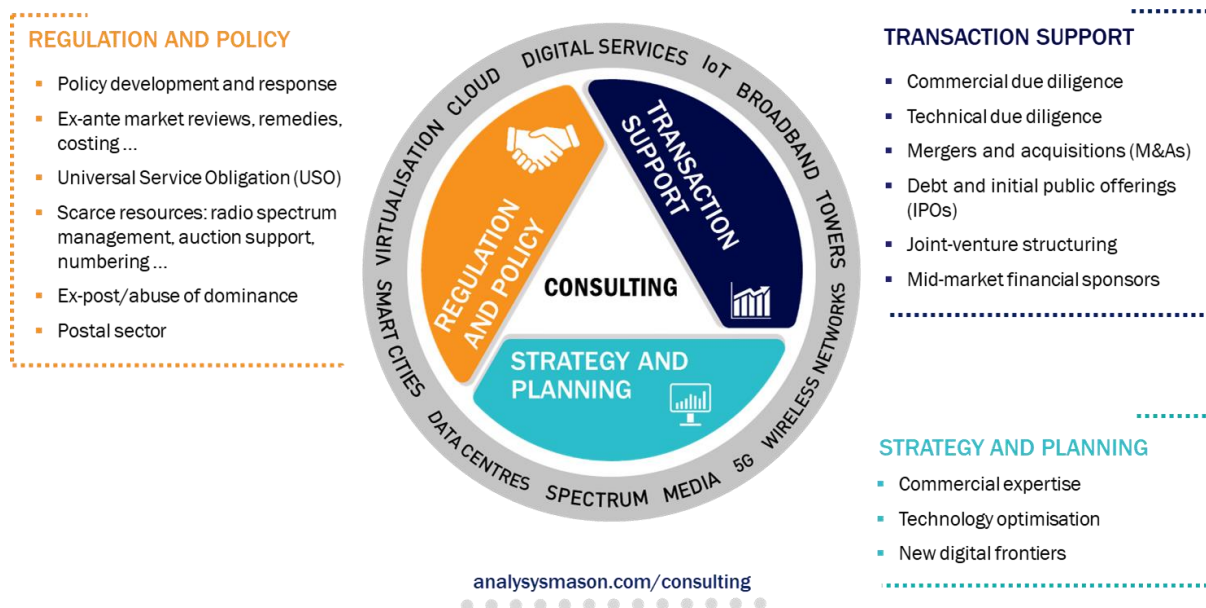 REGULATION AND POLICY
▪ Policy development and response
▪ Ex-ante market reviews, remedies,
costing ...
▪ Universal Service Obligation (USO)
▪ Scarce resources: radio spectrum
management, auction support,
numbering ...
▪ Ex-post/abuse of dominance
▪ Postal sector
VIRTUALISATION CLOUD DIGITAL SERVICES IoT BROADBAND TOWERS
SMART CITIES DATA CENTRES SPECTRUM MEDIA 5G WIRELESS NETWORKS
REGULATION
AND POLICY
TRANSACTION
SUPPORT
CONSULTING
STRATEGY AND
PLANNING
analysysmason.com/consulting
TRANSACTION SUPPORT
▪ Commercial due diligence
▪ Technical due diligence
▪ Mergers and acquisitions (M&As)
▪ Debt and initial public offerings
(IPOs)
▪ Joint-venture structuring
▪ Mid-market financial sponsors
STRATEGY AND PLANNING
▪ Commercial expertise
▪ Technology optimisation
▪ New digital frontiers